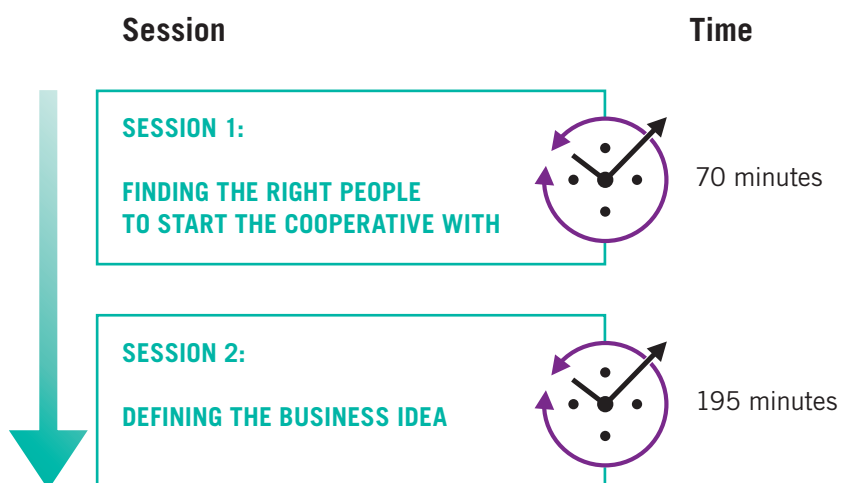 Session Time
SESSION 1:
FINDING THE RIGHT PEOPLE
TO START THE COOPERATIVE WITH
70 minutes
SESSION 2:
DEFINING THE BUSINESS IDEA
195 minutes